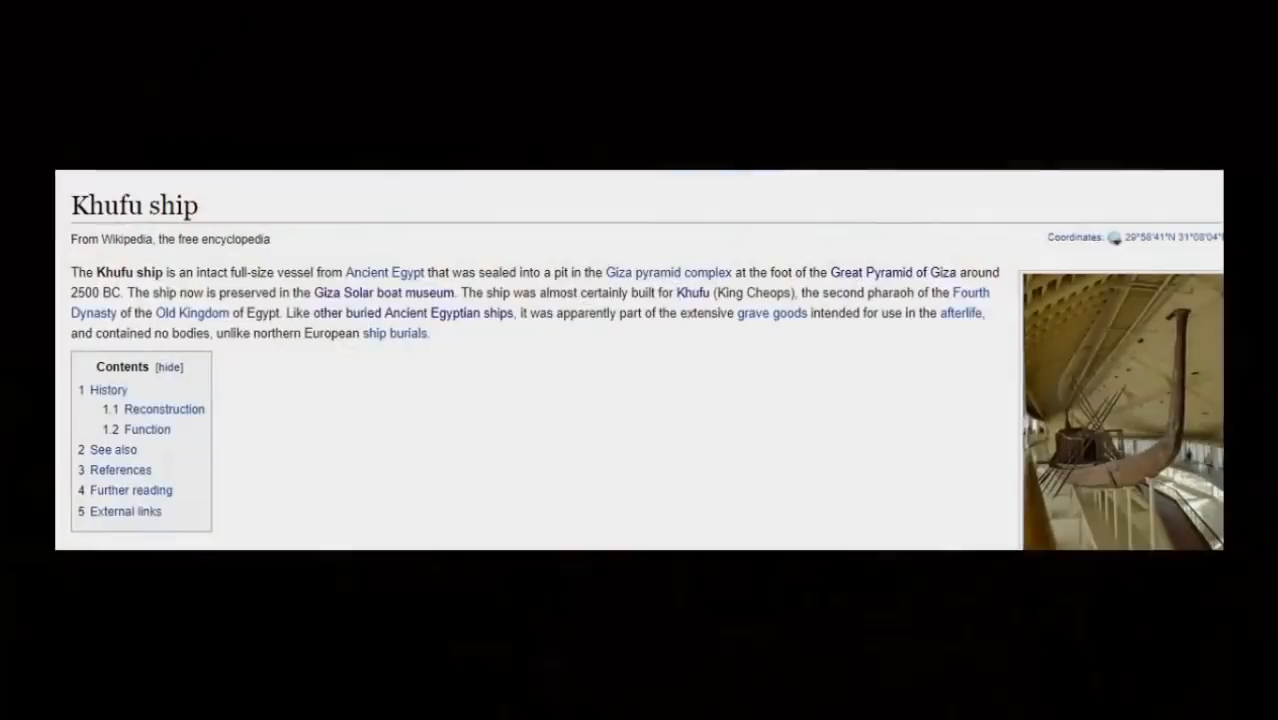 Khufu ship
From Wikipedia, the free encyclopedia
Coordinates: 29°58′41″N 31°08′04″
The Khufu ship is an intact full-size vessel from Ancient Egypt that was sealed into a pit in the Giza pyramid complex at the foot of the Great Pyramid of Giza around
2500 BC. The ship now is preserved in the Giza Solar boat museum. The ship was almost certainly built for Khufu (King Cheops), the second pharaoh of the Fourth
Dynasty of the Old Kingdom of Egypt. Like other buried Ancient Egyptian ships, it was apparently part of the extensive grave goods intended for use in the afterlife,
and contained no bodies, unlike northern European ship burials.
Contents [hide]
1 History
1.1 Reconstruction
1.2 Function
2 See also
3 References
4 Further reading
5 External links